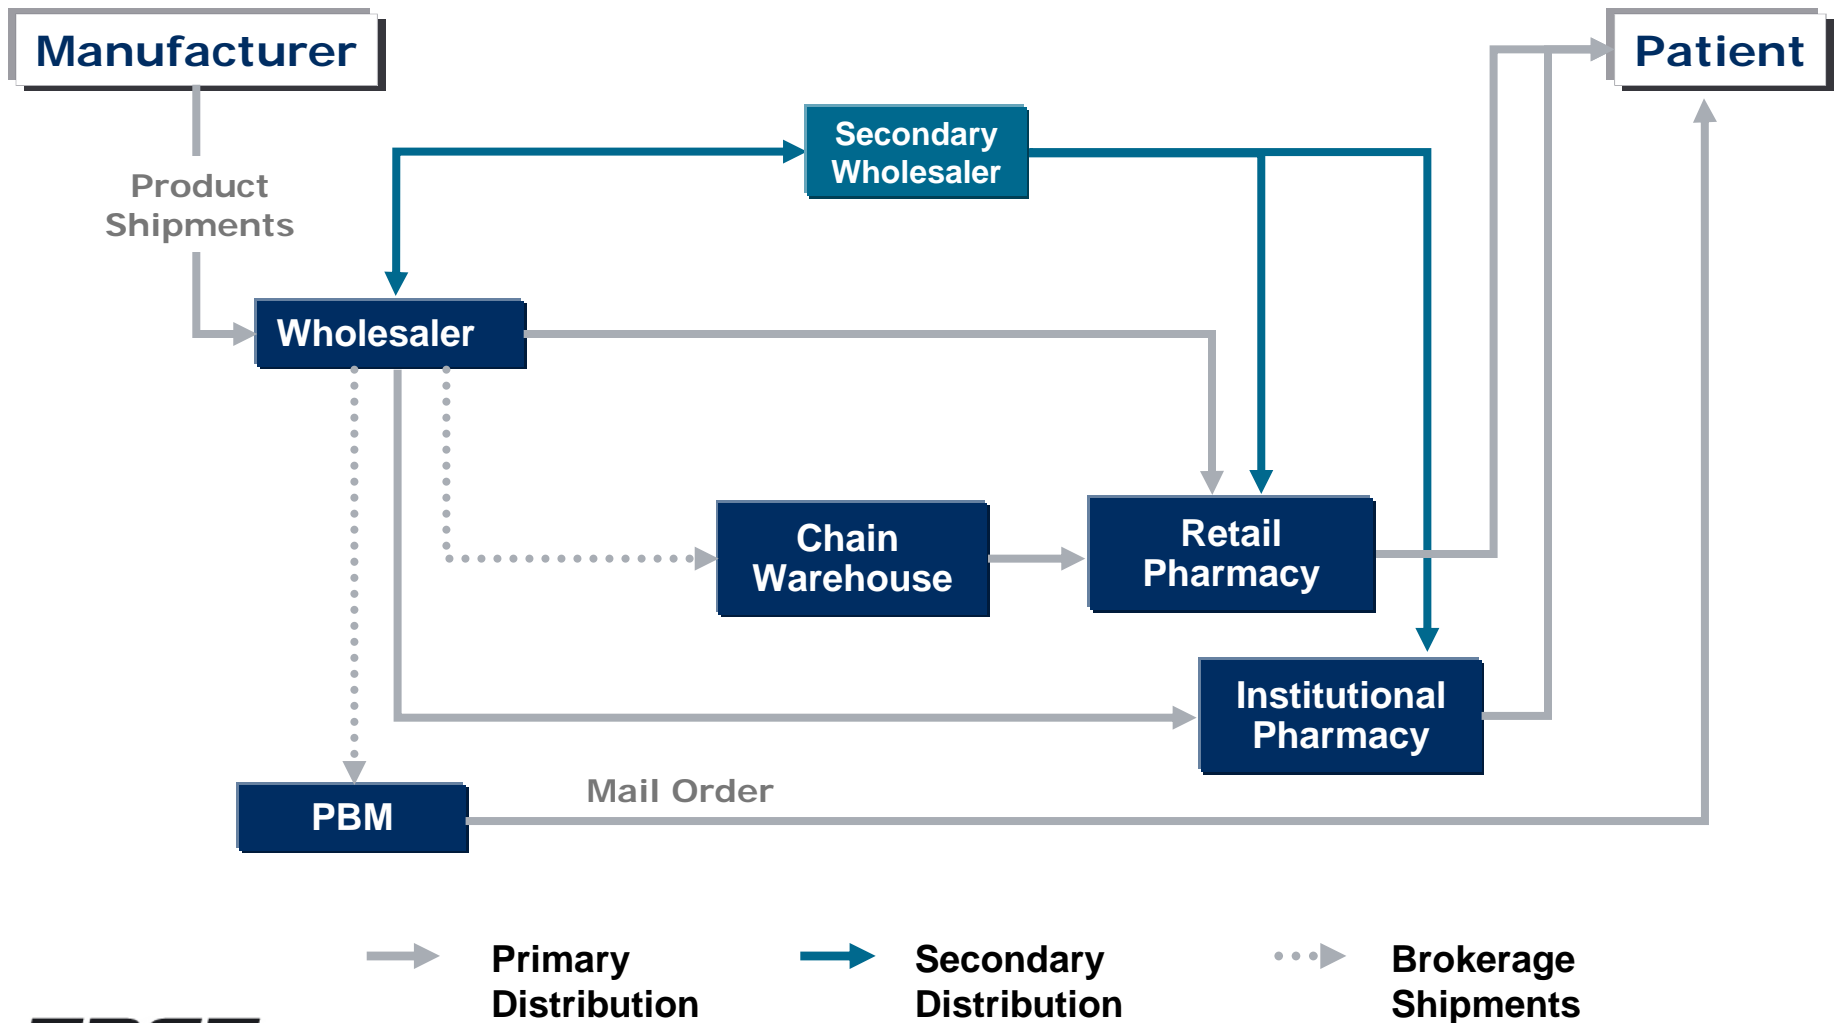 Manufacturer
Patient
Secondary
Wholesaler
Product
Shipments
Wholesaler
Chain
Warehouse
Retail
Pharmacy
Institutional
Pharmacy
Mail Order
PBM
Primary
Distribution
Secondary
Distribution
Brokerage
Shipments